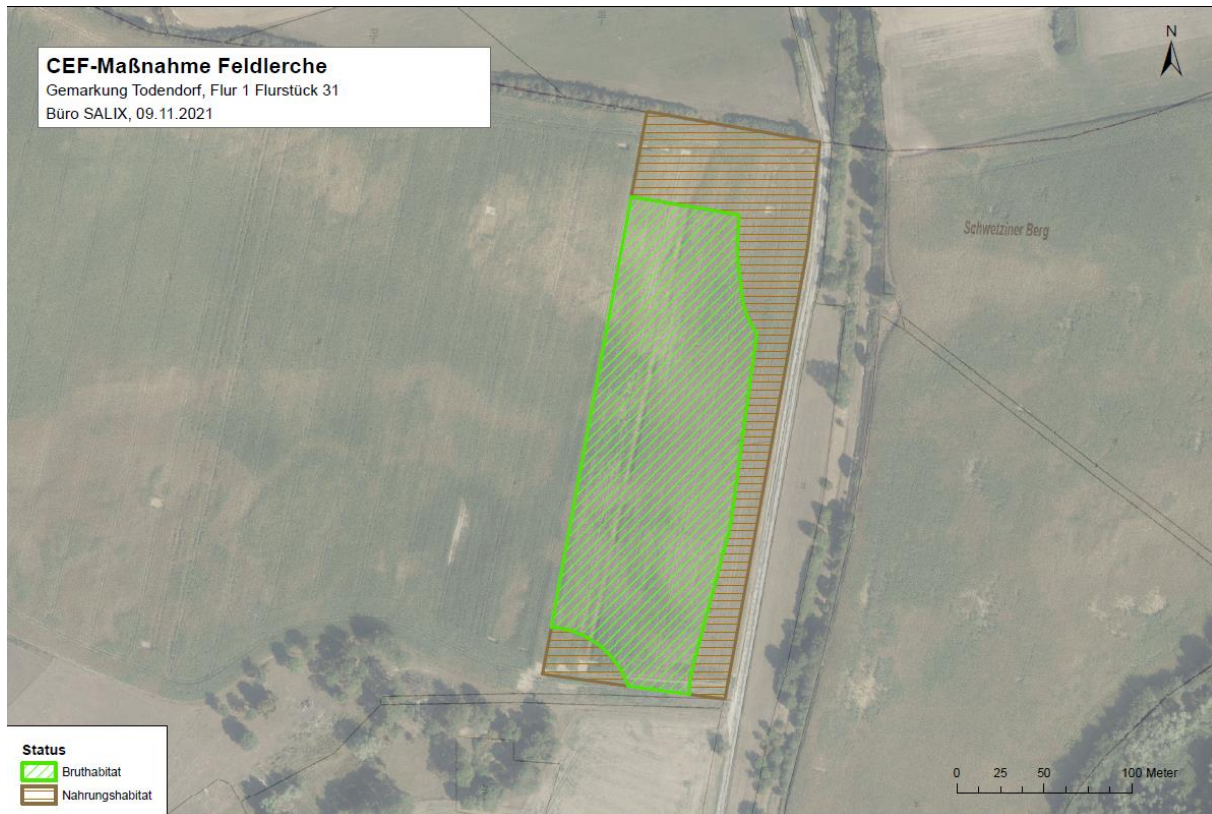 CEF-Maßnahme Feldlerche
Gemarkung Todendorf, Flur 1 Flurstück 31
Büro SALIX, 09.11.2021
N
Schwetziner Berg
Status
Bruthabitat
Nahrungshabitat
0 25 50 100 Meter